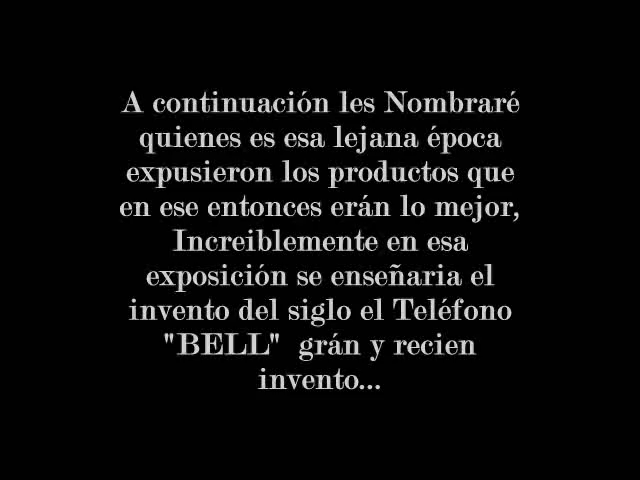 A continuación les Nombraré
quienes es esa lejana época
expusieron los productos que
en ese entonces erán lo mejor,
Increiblemente en esa
exposición se enseñaria el
invento del siglo el Teléfono
"BELL"  grán y recien
invento...